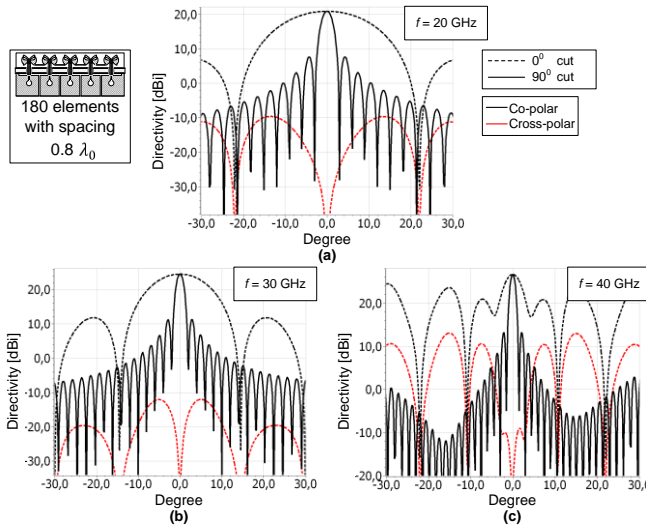 180 elements
with spacing
0.8 λ0
f = 20 GHz
0⁰ cut
90⁰ cut
Co-polar
Cross-polar
Directivity [dBi]
20,0
10,0
0,0
-10,0
-20,0
-30,0
-30,0 -20,0 -10,0 0,0 10,0 20,0 30,0
Degree
(a)
f = 30 GHz
Directivity [dBi]
20,0
10,0
0,0
-10,0
-20,0
-30,0
-30,0 -20,0 -10,0 0,0 10,0 20,0 30,0
Degree
(b)
f = 40 GHz
Directivity [dBi]
20,0
10,0
0,0
-10,0
-20,0
-30,0 -20,0 -10,0 0,0 10,0 20,0 30,0
Degree
(c)